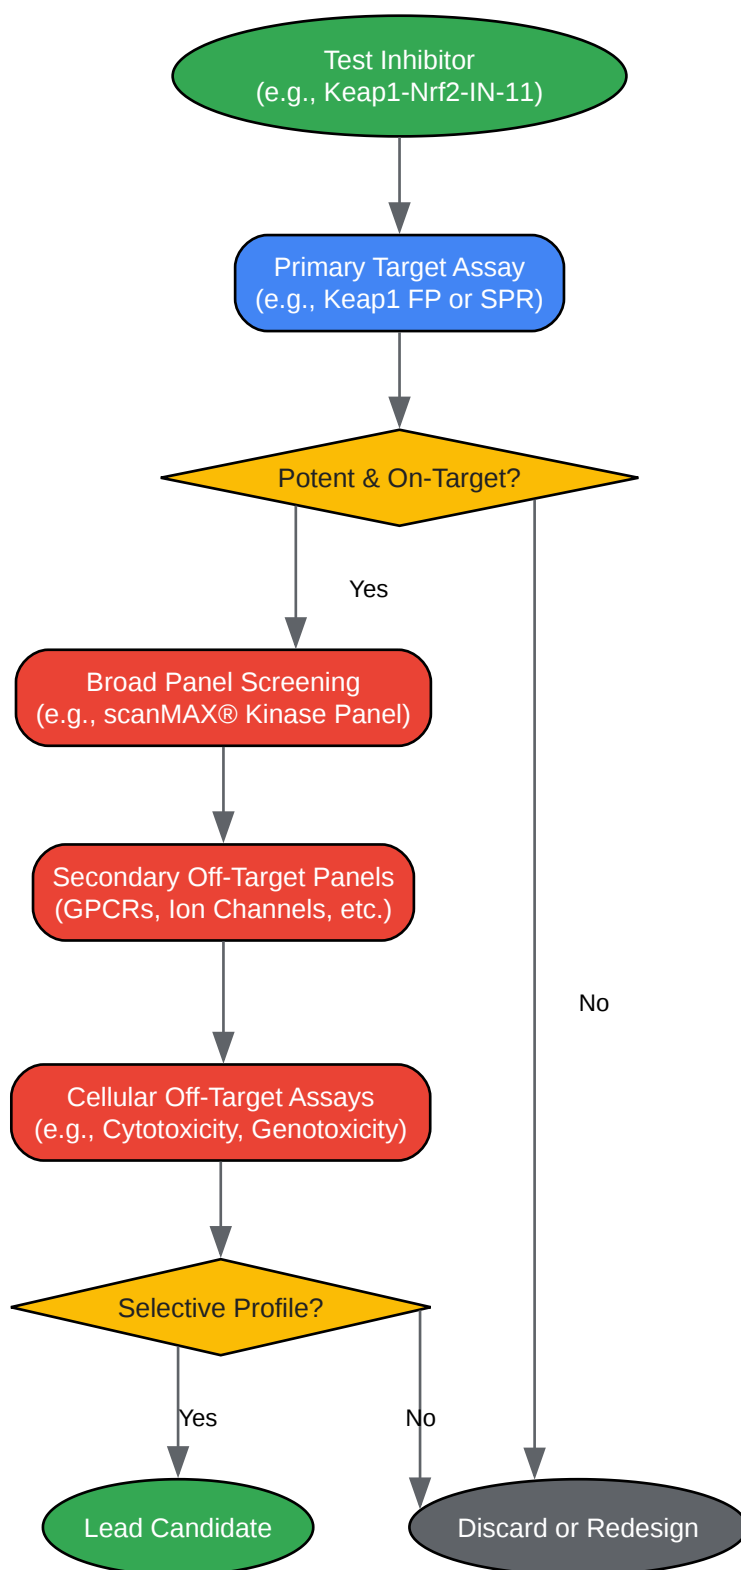 Test Inhibitor
(e.g., Keap1-Nrf2-IN-11)
Primary Target Assay
(e.g., Keap1 FP or SPR)
Potent & On-Target?
Yes
Broad Panel Screening
(e.g., scanMAX® Kinase Panel)
Secondary Off-Target Panels
(GPCRs, Ion Channels, etc.)
No
Cellular Off-Target Assays
(e.g., Cytotoxicity, Genotoxicity)
Selective Profile?
Yes
No
Lead Candidate
Discard or Redesign